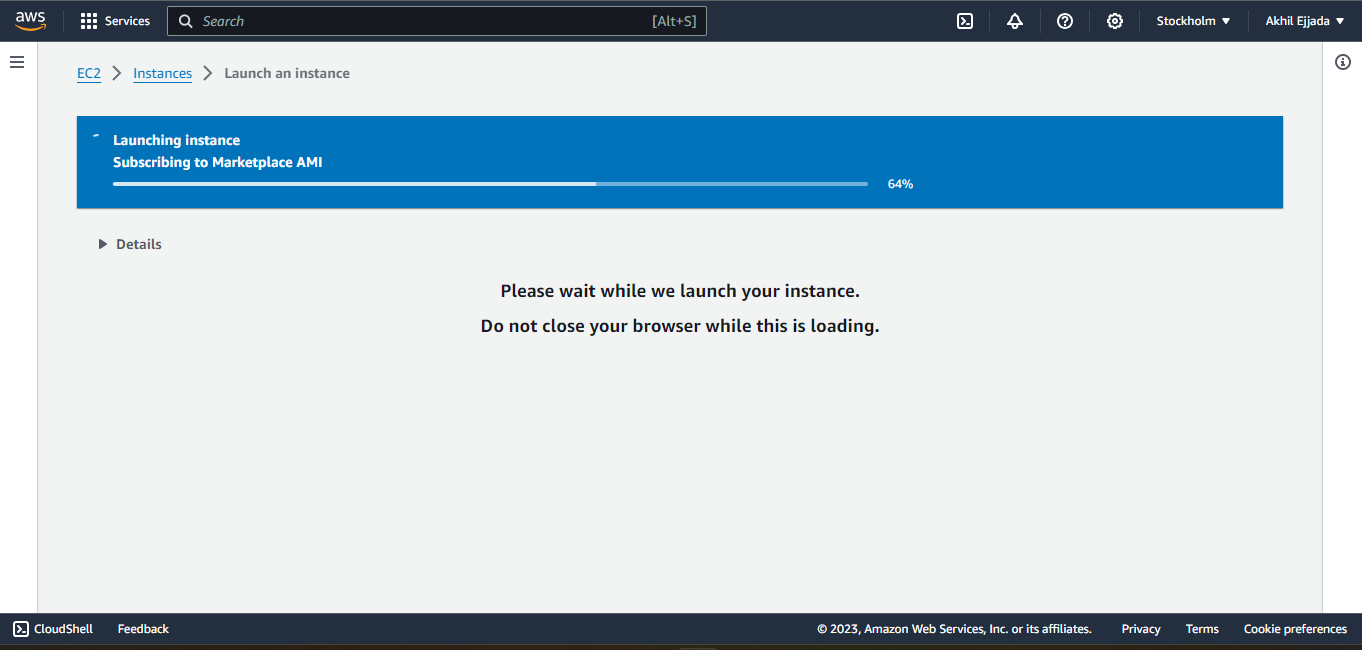 aws Services Search [Alt+S] Stockholm Akhil Ejjada
EC2 Instances Launch an instance
Launching instance
Subscribing to Marketplace AMI
64%
Details
Please wait while we launch your instance.
Do not close your browser while this is loading.
CloudShell Feedback © 2023, Amazon Web Services, Inc. or its affiliates. Privacy Terms Cookie preferences